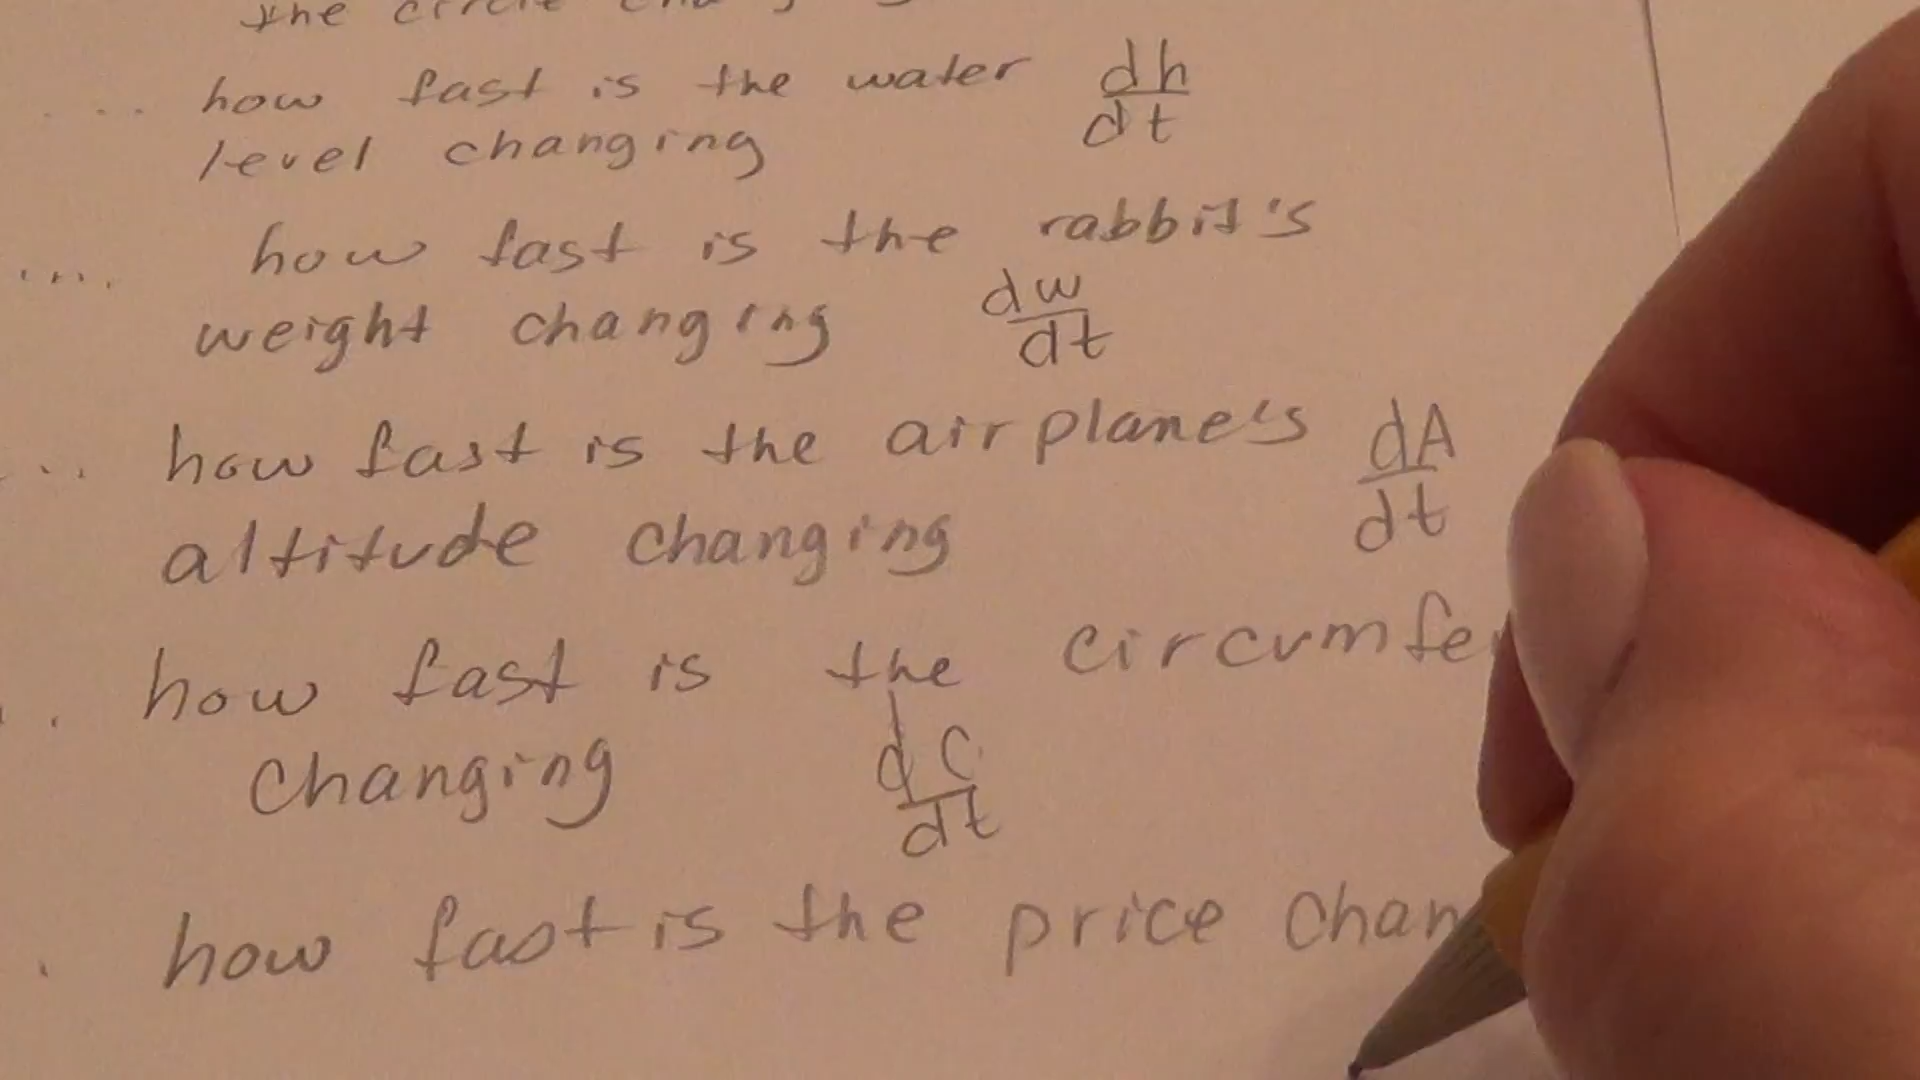 the circle
.... how fast is the water dh/dt
level changing
.... how fast is the rabbit's
weight changing dw/dt
.. how fast is the airplane's dA/dt
altitude changing
.. how fast is the circumfe
changing dC/dt
. how fast is the price chan